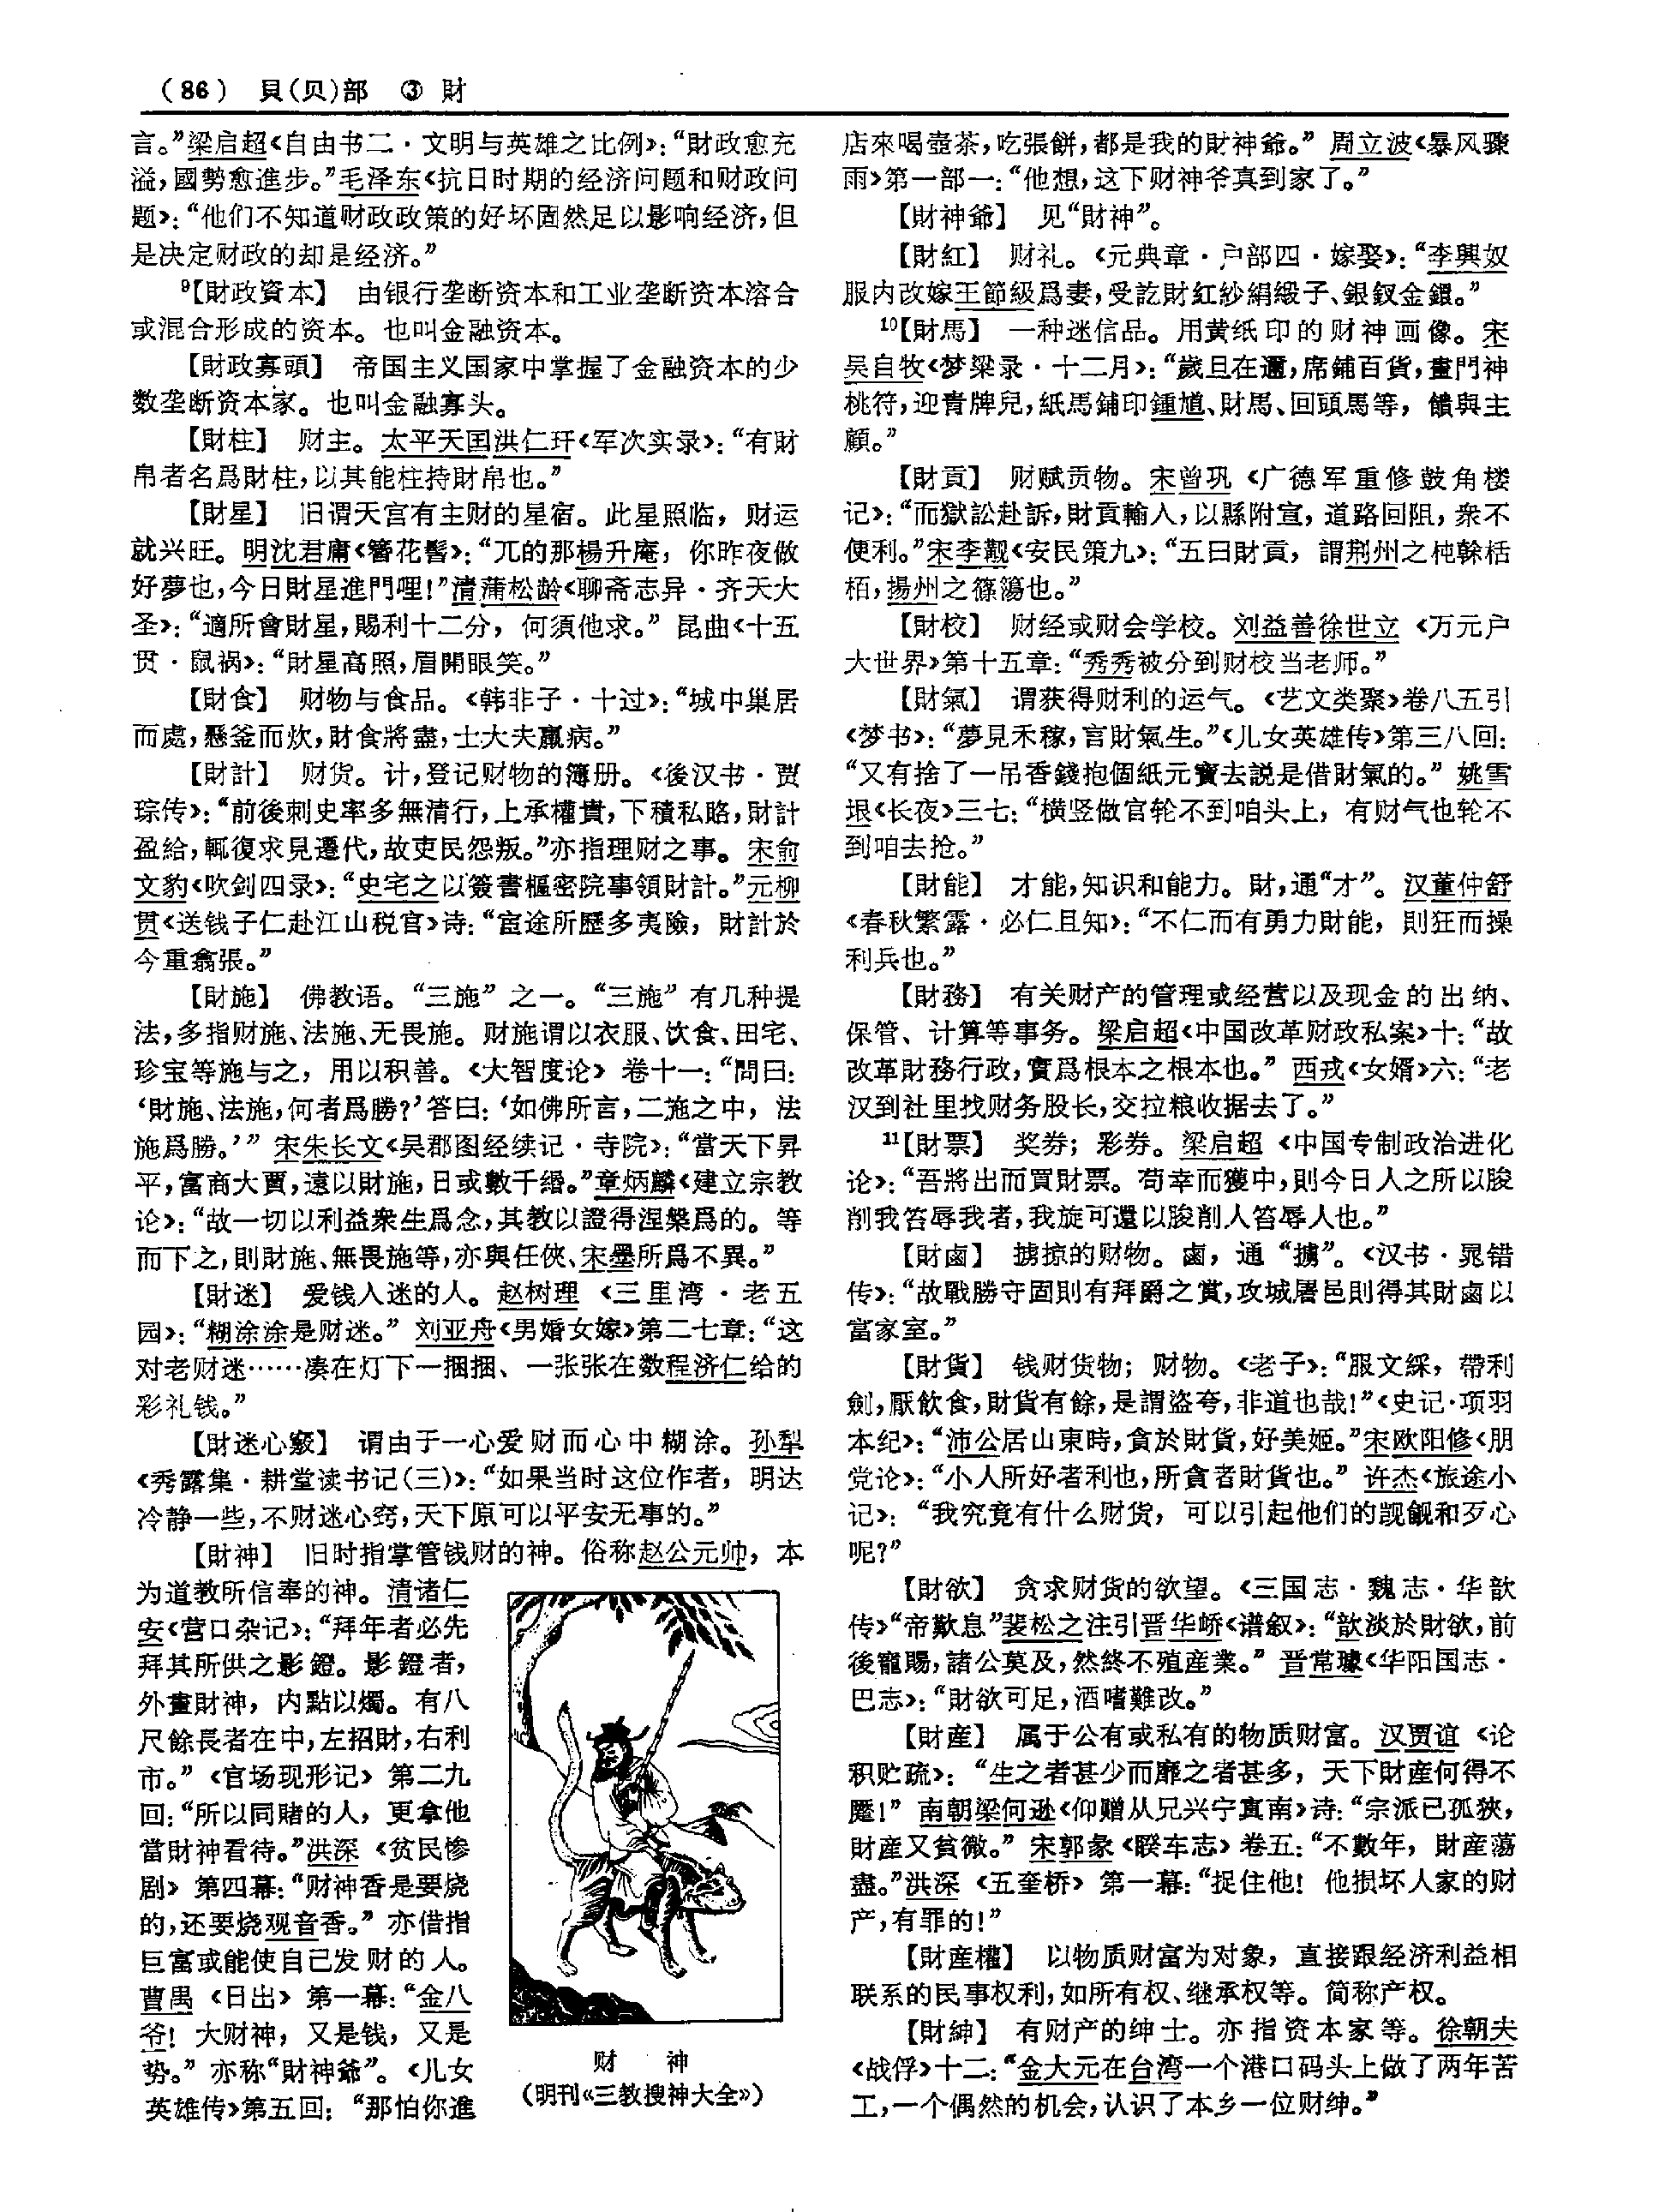 （86） 貝(贝)部 ③ 財
言。”梁启超《自由书二·文明与英雄之比例》：“財政愈充
溢，國勢愈進步。”毛泽东《抗日时期的经济问题和财政问
题》：“他们不知道财政政策的好坏固然足以影响经济，但
是决定财政的却是经济。”
⁹【財政資本】 由银行垄断资本和工业垄断资本溶合
或混合形成的资本。也叫金融资本。
【財政寡頭】 帝国主义国家中掌握了金融资本的少
数垄断资本家。也叫金融寡头。
【財柱】 财主。太平天国洪仁玕《军次实录》：“有財
帛者名爲財柱，以其能柱持財帛也。”
【財星】 旧谓天宫有主财的星宿。此星照临，财运
就兴旺。明沈君庸《簪花髻》：“兀的那楊升庵，你昨夜做
好夢也，今日財星進門哩！”清蒲松龄《聊斋志异·齐天大
圣》：“適所會財星，賜利十二分，何須他求。”昆曲《十五
贯·鼠祸》：“財星高照，眉開眼笑。”
【財食】 财物与食品。《韩非子·十过》：“城中巢居
而處，懸釜而炊，財食將盡，士大夫羸病。”
【財計】 财货。计，登记财物的簿册。《後汉书·贾
琮传》：“前後刺史率多無清行，上承權貴，下積私賂，財計
盈給，輒復求見遷代，故吏民怨叛。”亦指理财之事。宋俞
文豹《吹剑四录》：“史宅之以簽書樞密院事領財計。”元柳
贯《送钱子仁赴江山税官》诗：“宦途所歷多夷險，財計於
今重翕張。”
【財施】 佛教语。“三施”之一。“三施”有几种提
法，多指财施、法施、无畏施。财施谓以衣服、饮食、田宅、
珍宝等施与之，用以积善。《大智度论》卷十一：“問曰：
‘財施、法施，何者爲勝？’答曰：‘如佛所言，二施之中，法
施爲勝。’”宋朱长文《吴郡图经续记·寺院》：“當天下昇
平，富商大賈，遠以財施，日或數千緡。”章炳麟《建立宗教
论》：“故一切以利益衆生爲念，其教以證得涅槃爲的。等
而下之，則財施、無畏施等，亦與任俠、宋墨所爲不異。”
【財迷】 爱钱入迷的人。赵树理《三里湾·老五
园》：“糊涂涂是财迷。”刘亚舟《男婚女嫁》第二七章：“这
对老财迷……凑在灯下一捆捆、一张张在数程济仁给的
彩礼钱。”
【財迷心竅】 谓由于一心爱财而心中糊涂。孙犁
《秀露集·耕堂读书记(三)》：“如果当时这位作者，明达
冷静一些，不财迷心窍，天下原可以平安无事的。”
【財神】 旧时指掌管钱财的神。俗称赵公元帅，本
为道教所信奉的神。清诸仁
安《营口杂记》：“拜年者必先
拜其所供之影鐙。影鐙者，
外畫財神，内點以燭。有八
尺餘長者在中，左招財，右利
市。”《官场现形记》第二九
回：“所以同賭的人，更拿他
當財神看待。”洪深《贫民惨
剧》第四幕：“财神香是要烧
的，还要烧观音香。”亦借指
巨富或能使自己发财的人。
曹禺《日出》第一幕：“金八
爷！大财神，又是钱，又是
势。”亦称“財神爺”。《儿女
英雄传》第五回：“那怕你進
财 神
（明刊《三教搜神大全》）
店來喝壺茶，吃張餅，都是我的財神爺。”周立波《暴风骤
雨》第一部一：“他想，这下财神爷真到家了。”
【財神爺】 见“財神”。
【財紅】 财礼。《元典章·户部四·嫁娶》：“李興奴
服内改嫁王節級爲妻，受訖財紅紗絹緞子、銀釵金鐶。”
¹⁰【財馬】 一种迷信品。用黄纸印的财神画像。宋
吴自牧《梦粱录·十二月》：“歲旦在邇，席鋪百貨，畫門神
桃符，迎春牌兒，紙馬鋪印鍾馗、財馬、回頭馬等，饋與主
顧。”
【財貢】 财赋贡物。宋曾巩《广德军重修鼓角楼
记》：“而獄訟赴訴，財貢輸入，以縣附宣，道路回阻，衆不
便利。”宋李觏《安民策九》：“五曰財貢，謂荆州之杶榦栝
栢，揚州之篠簜也。”
【財校】 财经或财会学校。刘益善徐世立《万元户
大世界》第十五章：“秀秀被分到财校当老师。”
【財氣】 谓获得财利的运气。《艺文类聚》卷八五引
《梦书》：“夢見禾稼，言財氣生。”《儿女英雄传》第三八回：
“又有捨了一吊香錢抱個紙元寶去説是借財氣的。”姚雪
垠《长夜》三七：“横竖做官轮不到咱头上，有财气也轮不
到咱去抢。”
【財能】 才能，知识和能力。財，通“才”。汉董仲舒
《春秋繁露·必仁且知》：“不仁而有勇力財能，則狂而操
利兵也。”
【財務】 有关财产的管理或经营以及现金的出纳、
保管、计算等事务。梁启超《中国改革财政私案》十：“故
改革財務行政，實爲根本之根本也。”西戎《女婿》六：“老
汉到社里找财务股长，交拉粮收据去了。”
¹¹【財票】 奖券；彩券。梁启超《中国专制政治进化
论》：“吾將出而買財票。苟幸而獲中，則今日人之所以朘
削我笞辱我者，我旋可還以朘削人笞辱人也。”
【財鹵】 掳掠的财物。鹵，通“擄”。《汉书·晁错
传》：“故戰勝守固則有拜爵之賞，攻城屠邑則得其財鹵以
富家室。”
【財貨】 钱财货物；财物。《老子》：“服文綵，帶利
劍，厭飲食，財貨有餘，是謂盜夸，非道也哉！”《史记·项羽
本纪》：“沛公居山東時，貪於財貨，好美姬。”宋欧阳修《朋
党论》：“小人所好者利也，所貪者財貨也。”许杰《旅途小
记》：“我究竟有什么财货，可以引起他们的觊觎和歹心
呢？”
【財欲】 贪求财货的欲望。《三国志·魏志·华歆
传》“帝歎息”裴松之注引晋华峤《谱叙》：“歆淡於財欲，前
後寵賜，諸公莫及，然終不殖産業。”晋常璩《华阳国志·
巴志》：“財欲可足，酒嗜難改。”
【財産】 属于公有或私有的物质财富。汉贾谊《论
积贮疏》：“生之者甚少而靡之者甚多，天下財産何得不
蹷！”南朝梁何逊《仰赠从兄兴宁寘南》诗：“宗派已孤狹，
財産又貧微。”宋郭彖《睽车志》卷五：“不數年，財産蕩
盡。”洪深《五奎桥》第一幕：“捉住他！他损坏人家的财
产，有罪的！”
【財産權】 以物质财富为对象，直接跟经济利益相
联系的民事权利，如所有权、继承权等。简称产权。
【財紳】 有财产的绅士。亦指资本家等。徐朝夫
《战俘》十二：“金大元在台湾一个港口码头上做了两年苦
工，一个偶然的机会，认识了本乡一位财绅。”